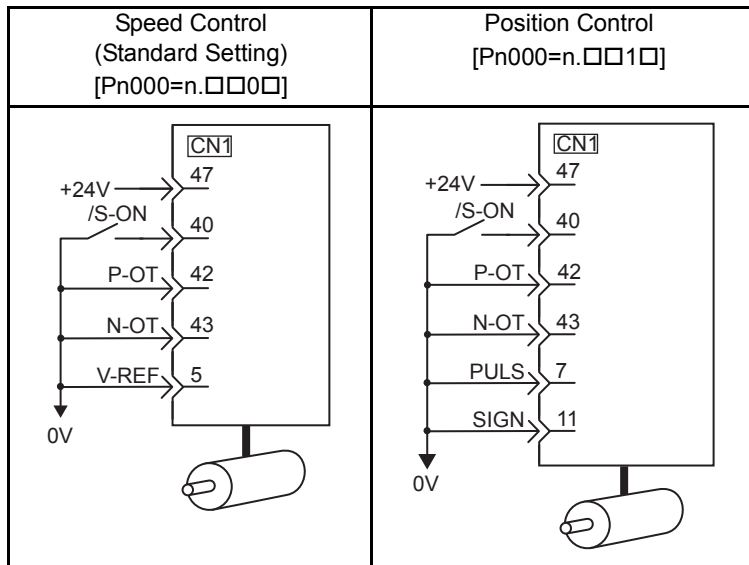 Speed Control
(Standard Setting)
[Pn000=n.□□0□]
Position Control
[Pn000=n.□□1□]
CN1
+24V 47
/S-ON 40
P-OT 42
N-OT 43
V-REF 5
0V
CN1
+24V 47
/S-ON 40
P-OT 42
N-OT 43
PULS 7
SIGN 11
0V